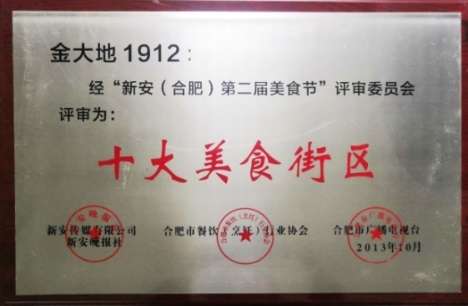 金大地1912：
经“新安（合肥）第二届美食节”评审委员会
评审为：
十大美食街区
新安传媒有限公司 合肥市餐饮（烹饪）行业协会 合肥市广播电视台
新安晚报社 2013年10月